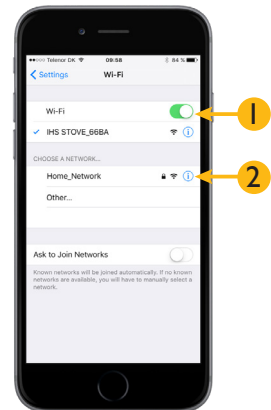 Telenor DK 09:58 84 %
Settings Wi-Fi
Wi-Fi
1
IHS STOVE_66BA
CHOOSE A NETWORK...
Home_Network
2
Other...
Ask to Join Networks
Known networks will be joined automatically. If no known
networks are available, you will have to manually select a
network.